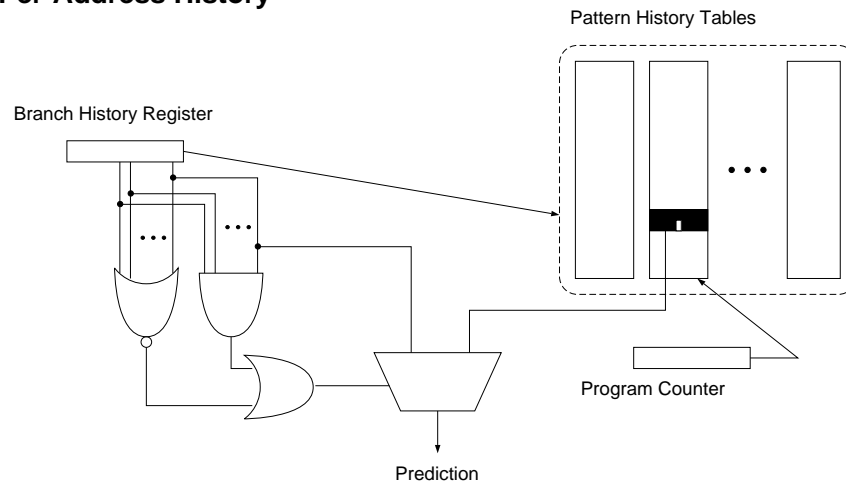 Per-Address History
Pattern History Tables
Branch History Register
Program Counter
Prediction